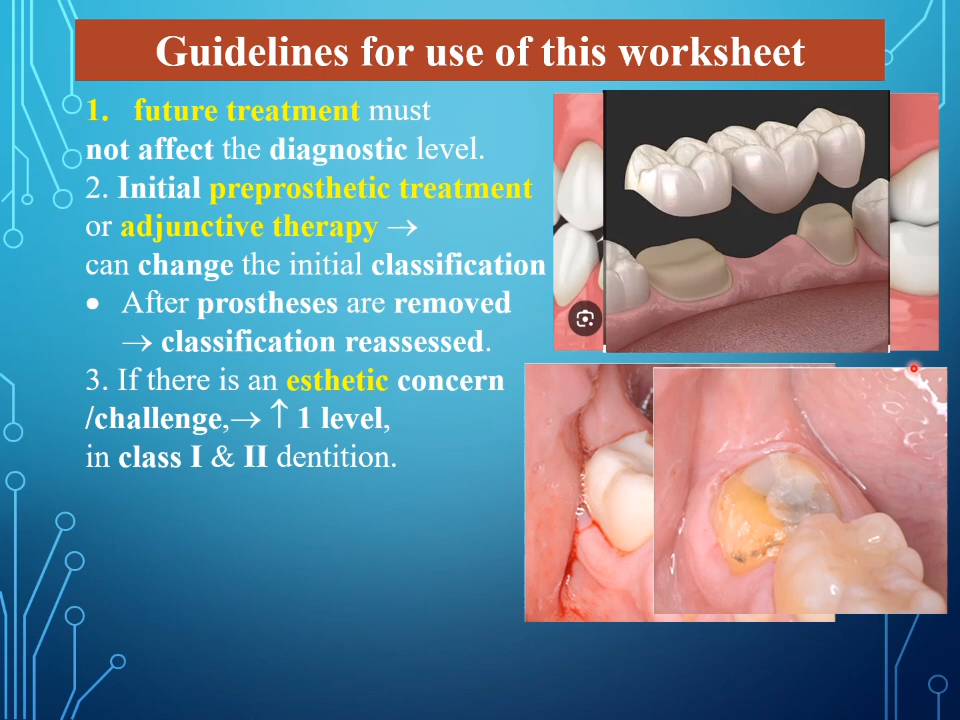 Guidelines for use of this worksheet
1. future treatment must
not affect the diagnostic level.
2. Initial preprosthetic treatment
or adjunctive therapy →
can change the initial classification
• After prostheses are removed
→ classification reassessed.
3. If there is an esthetic concern
/challenge,→ ↑ 1 level,
in class I & II dentition.